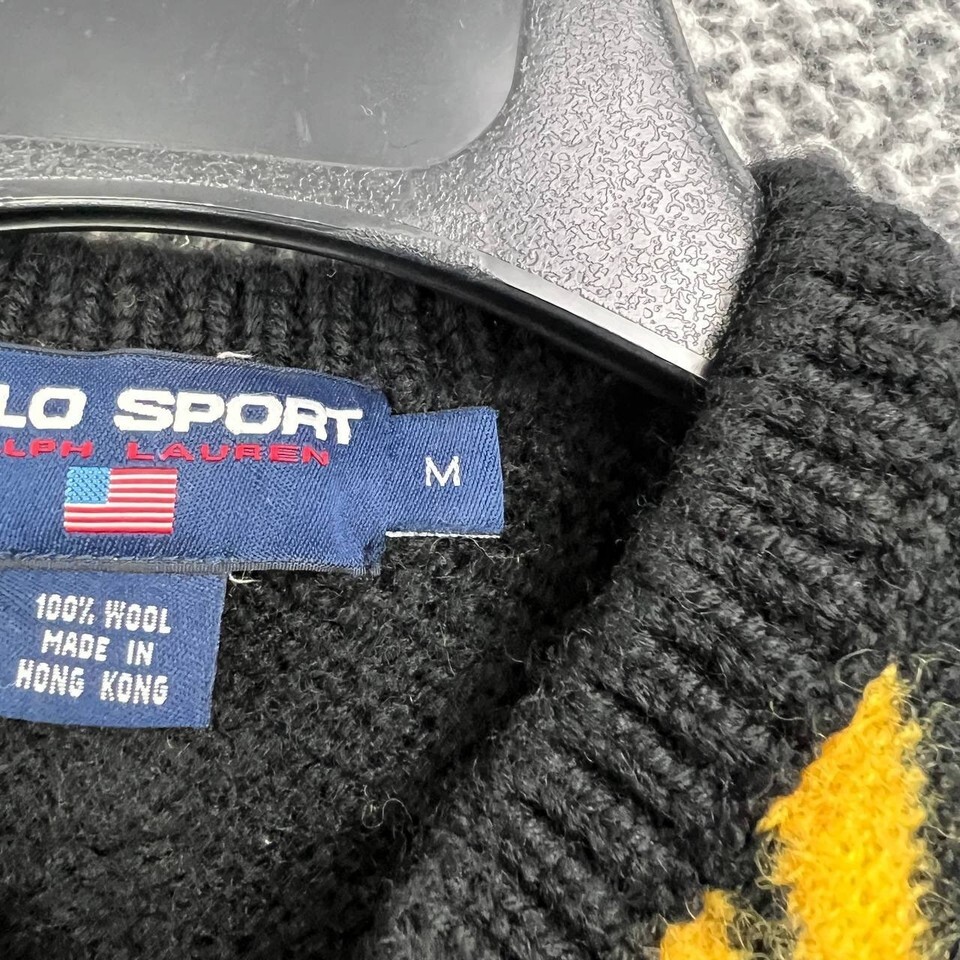 LO SPORT
LPH LAUREN
M
100% WOOL
MADE IN
HONG KONG